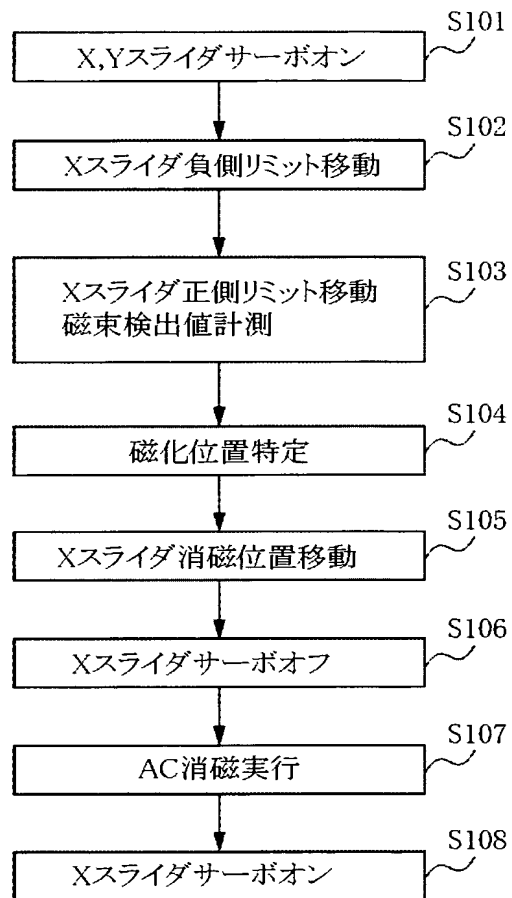 S101
X,Yスライダサーボオン
S102
Xスライダ負側リミット移動
S103
Xスライダ正側リミット移動
磁束検出値計測
S104
磁化位置特定
S105
Xスライダ消磁位置移動
S106
Xスライダサーボオフ
S107
AC消磁実行
S108
Xスライダサーボオン